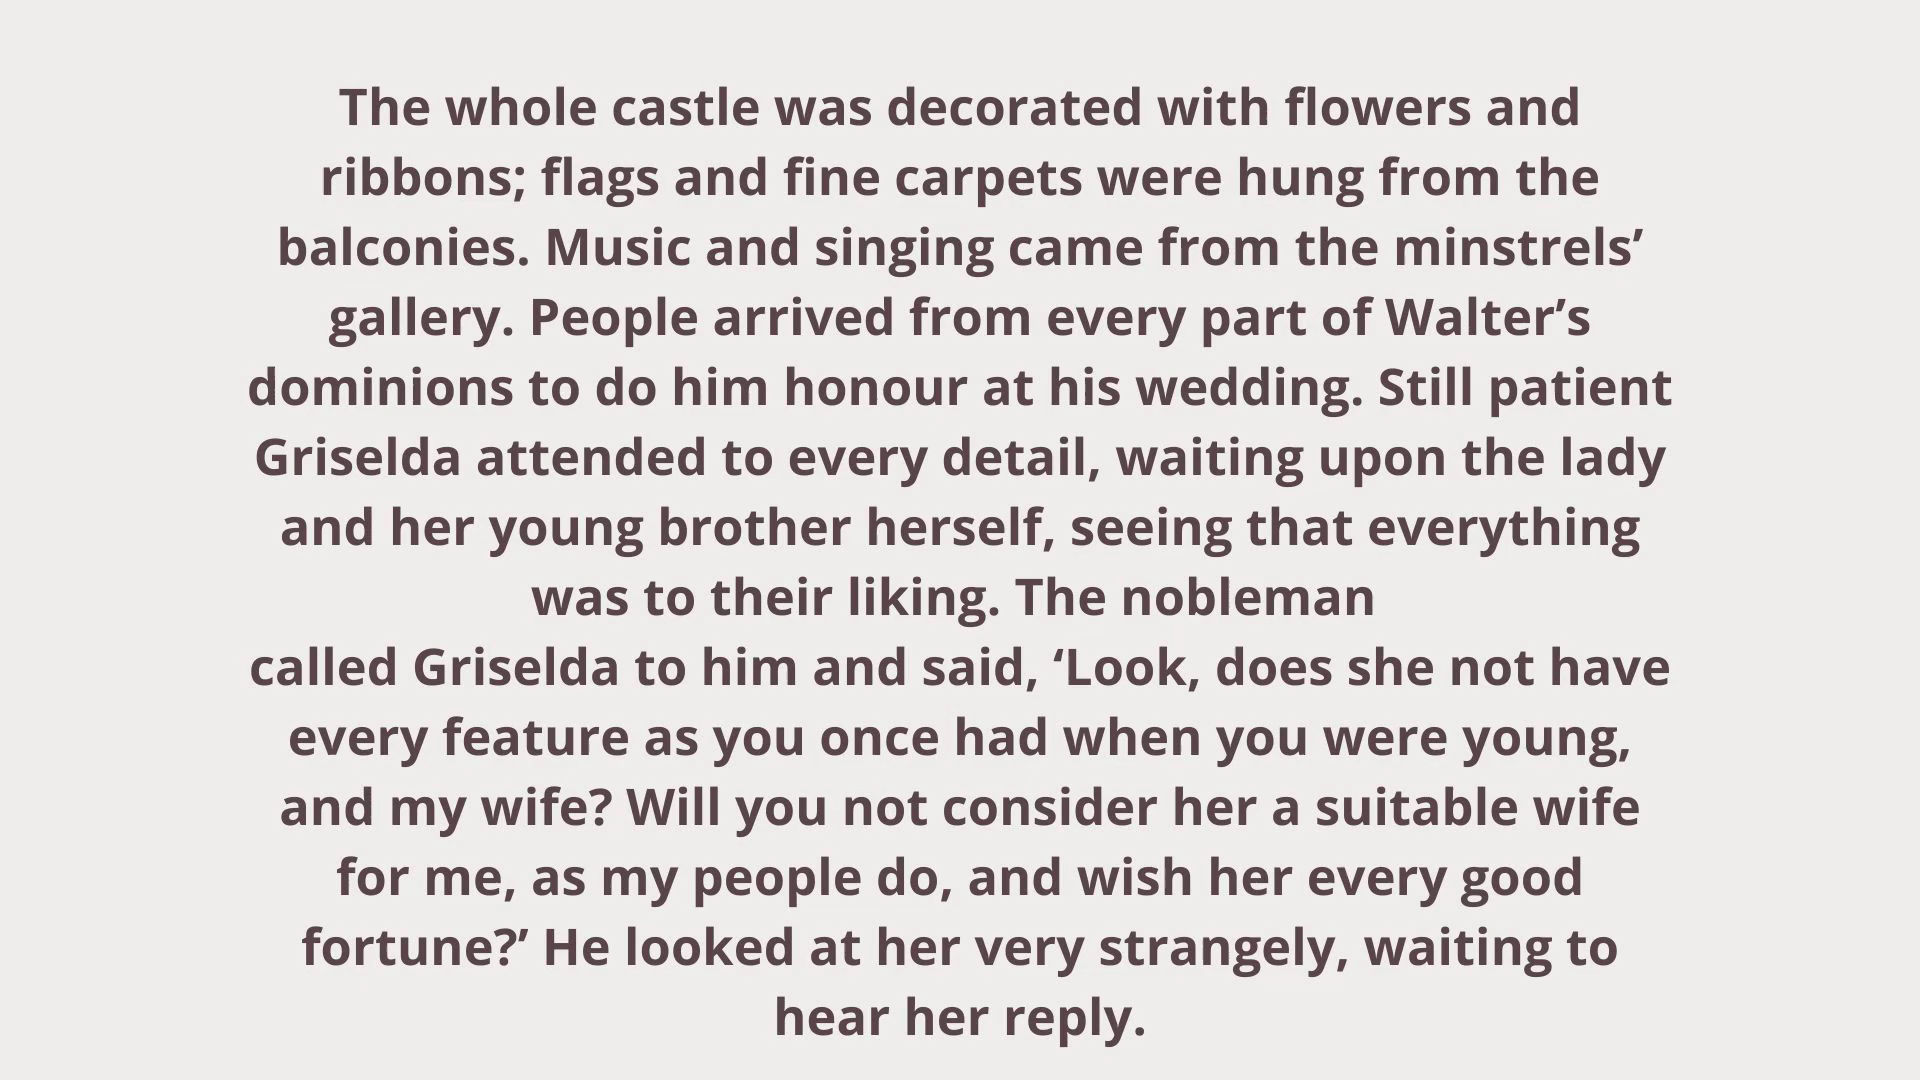 The whole castle was decorated with flowers and
ribbons; flags and fine carpets were hung from the
balconies. Music and singing came from the minstrels’
gallery. People arrived from every part of Walter’s
dominions to do him honour at his wedding. Still patient
Griselda attended to every detail, waiting upon the lady
and her young brother herself, seeing that everything
was to their liking. The nobleman
called Griselda to him and said, ‘Look, does she not have
every feature as you once had when you were young,
and my wife? Will you not consider her a suitable wife
for me, as my people do, and wish her every good
fortune?’ He looked at her very strangely, waiting to
hear her reply.